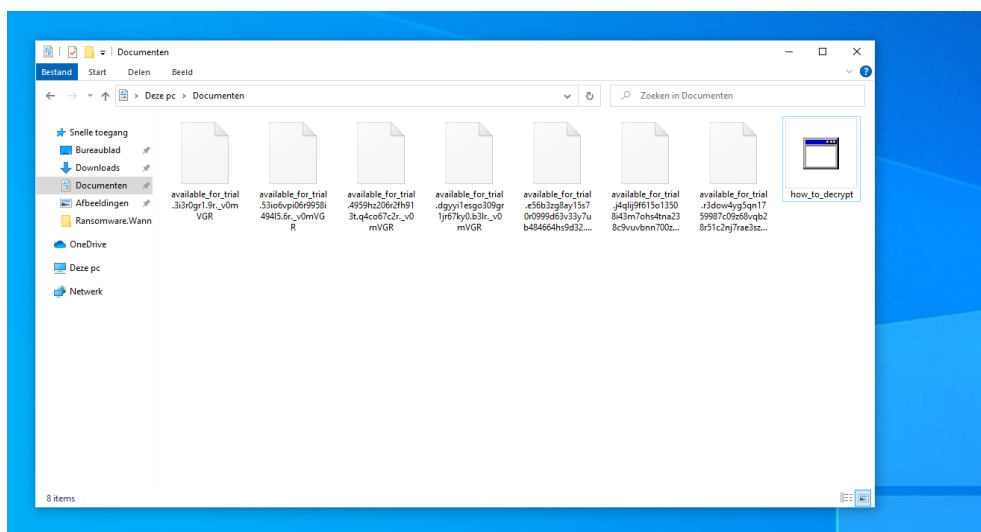 Documenten
Bestand Start Delen Beeld
Deze pc > Documenten
Zoeken in Documenten
Snelle toegang
Bureaublad
Downloads
Documenten
Afbeeldingen
Ransomware.Wann
OneDrive
Deze pc
Netwerk
available_for_trial
.3i3r0gr1.9r._v0m
VGR
available_for_trial
.53io6vpi06r9958i
494l5.6r._v0mVG
R
available_for_trial
.4959hz206r2fh91
3t.q4co67c2r._v0
mVGR
available_for_trial
.dgyyi1esgo309gr
1jr67ky0.b3lr._v0
mVGR
available_for_trial
.e56b3zg8ay15s7
0r0999d63v33y7u
b484664hs9d32....
available_for_trial
.j4qlij9f615o1350
8i43m7ohs4tna23
8c9vuvbnn700z...
available_for_trial
.r3dow4yg5qn17
59987c09z68vqb2
8r51c2nj7rae3sz...
how_to_decrypt
8 items